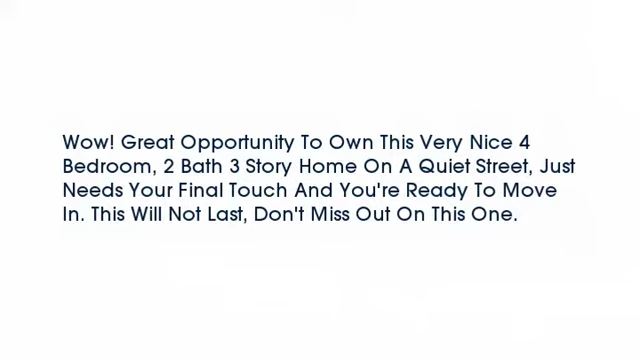 Wow! Great Opportunity To Own This Very Nice 4
Bedroom, 2 Bath 3 Story Home On A Quiet Street, Just
Needs Your Final Touch And You're Ready To Move
In. This Will Not Last, Don't Miss Out On This One.